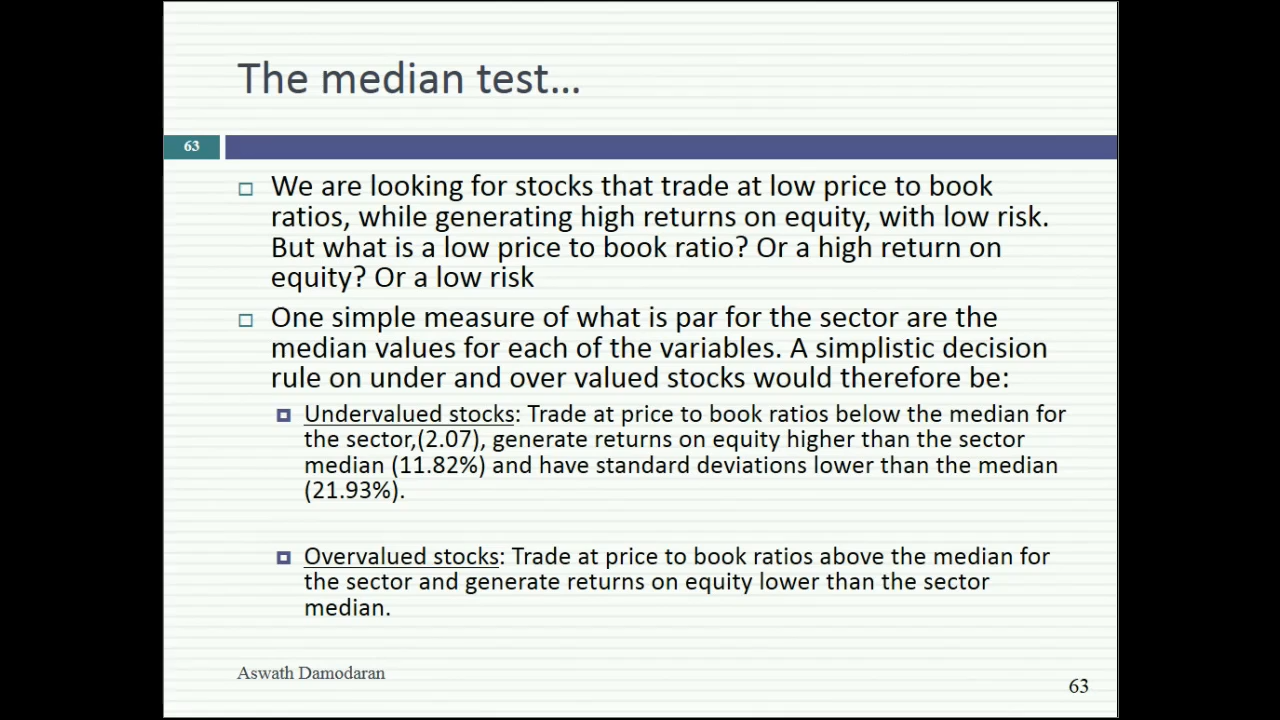 The median test...
63
We are looking for stocks that trade at low price to book
ratios, while generating high returns on equity, with low risk.
But what is a low price to book ratio? Or a high return on
equity? Or a low risk
One simple measure of what is par for the sector are the
median values for each of the variables. A simplistic decision
rule on under and over valued stocks would therefore be:
Undervalued stocks: Trade at price to book ratios below the median for
the sector,(2.07), generate returns on equity higher than the sector
median (11.82%) and have standard deviations lower than the median
(21.93%).
Overvalued stocks: Trade at price to book ratios above the median for
the sector and generate returns on equity lower than the sector
median.
Aswath Damodaran
63